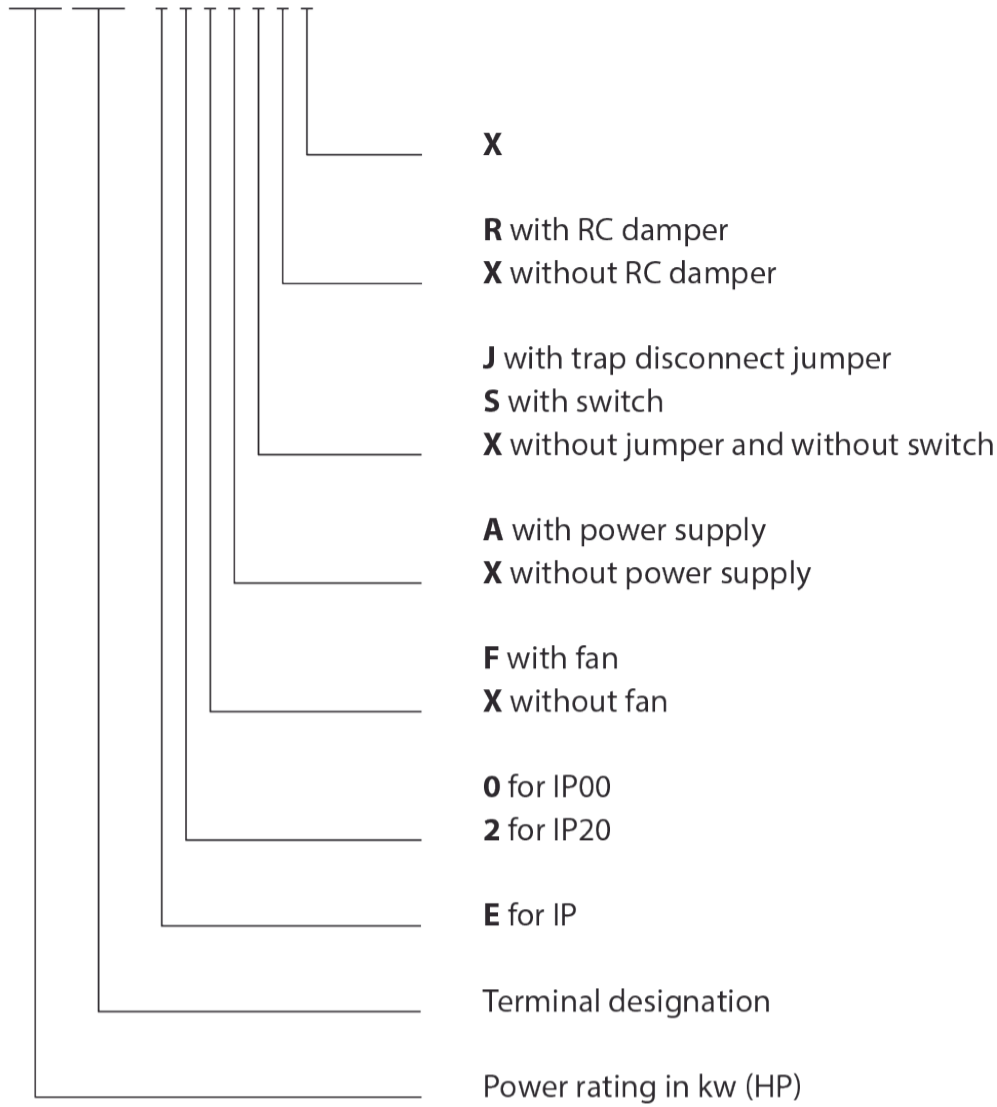 X
R with RC damper
X without RC damper
J with trap disconnect jumper
S with switch
X without jumper and without switch
A with power supply
X without power supply
F with fan
X without fan
0 for IP00
2 for IP20
E for IP
Terminal designation
Power rating in kw (HP)